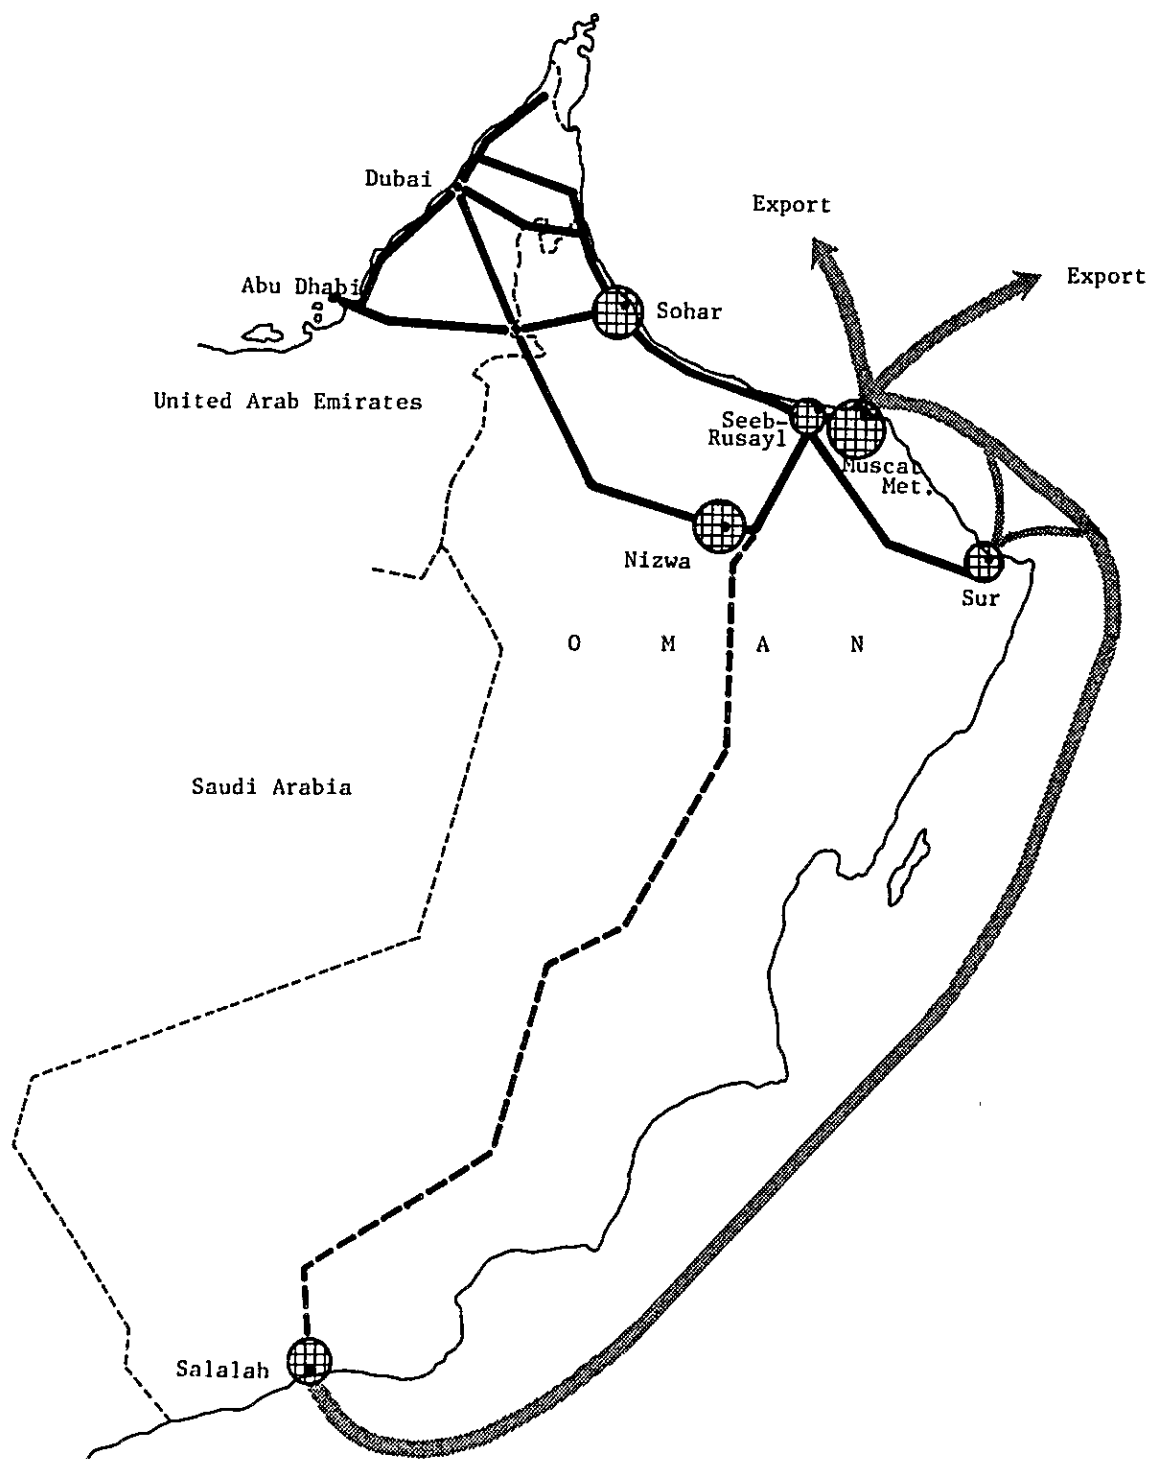 Dubai
Export
Abu Dhabi
Export
Sohar
United Arab Emirates
Seeb-
Rusayl
Muscat
Met.
Nizwa
Sur
O M A N
Saudi Arabia
Salalah